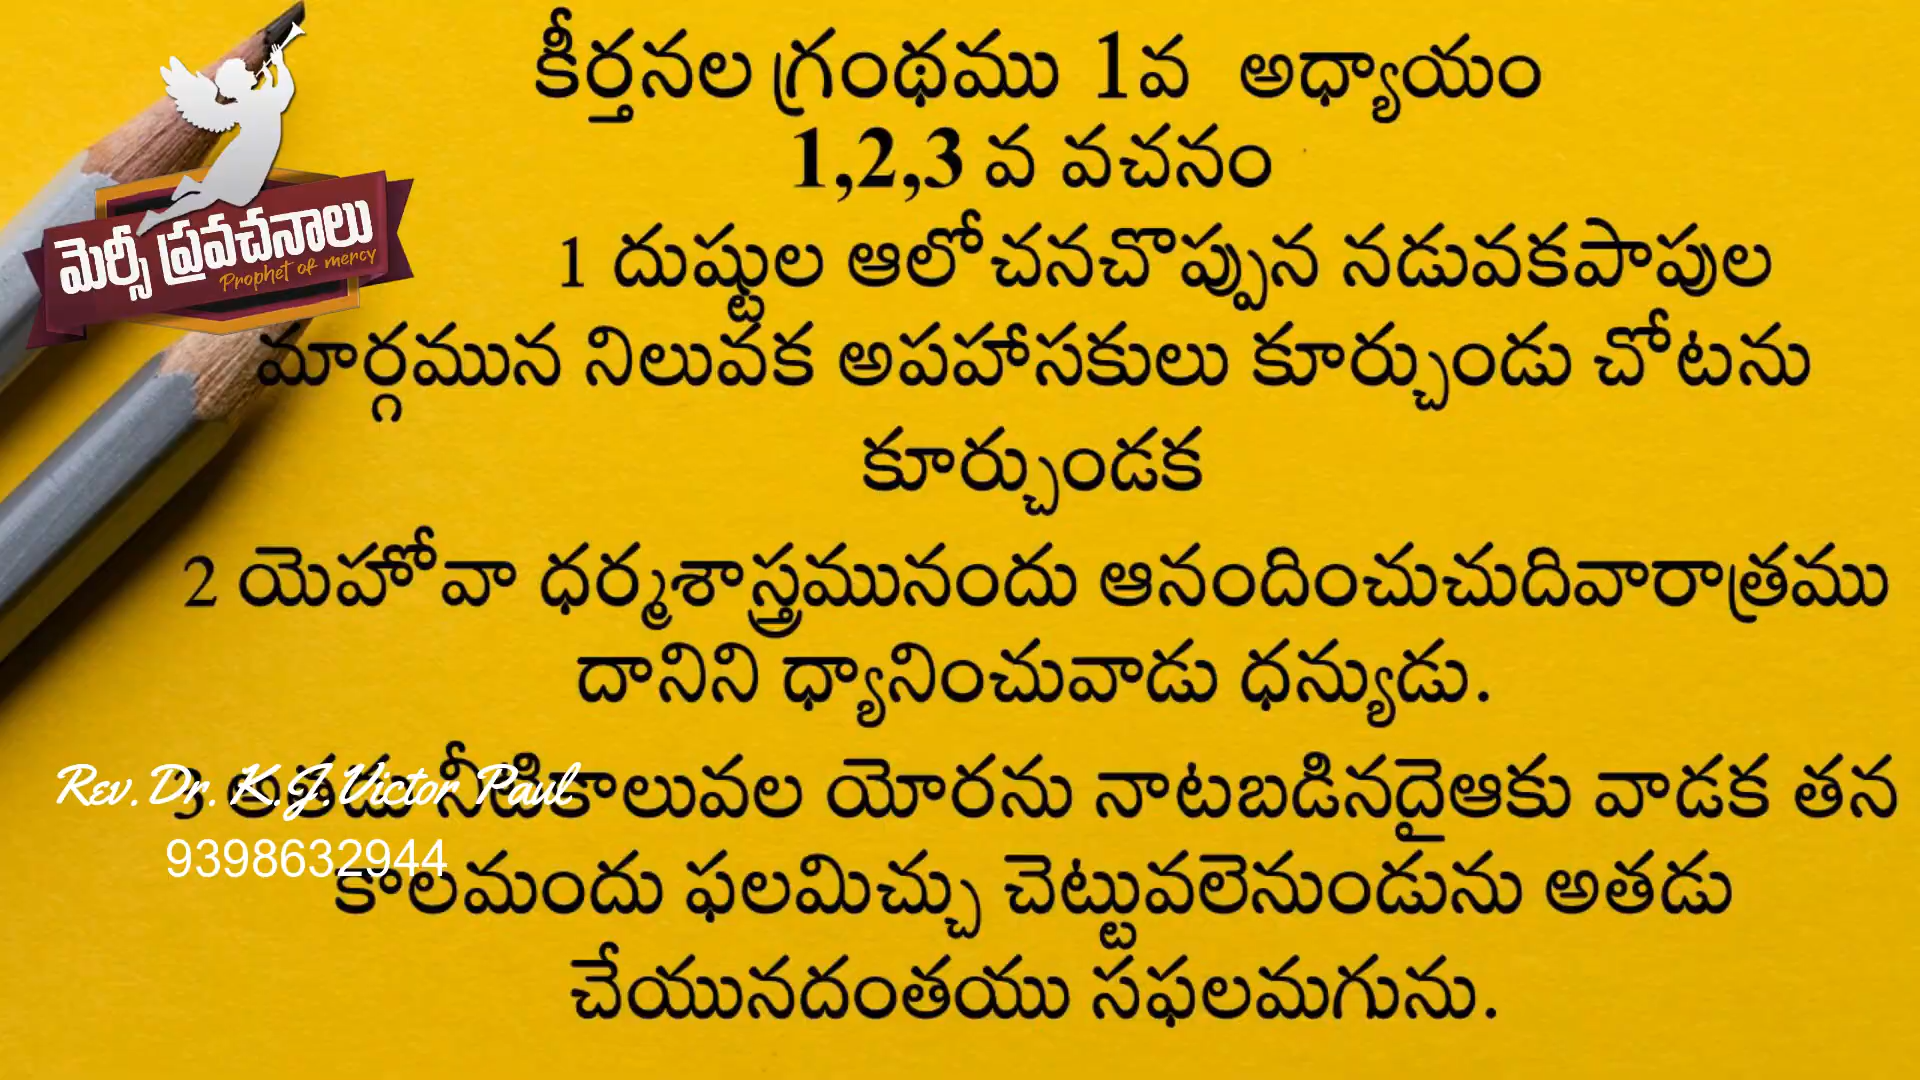 కీర్తనల గ్రంథము 1వ అధ్యాయం
1,2,3 వ వచనం
మెర్సీ ప్రవచనాలు
Prophet of mercy
1 దుష్టుల ఆలోచనచొప్పున నడువకపాపుల
మార్గమున నిలువక అపహాసకులు కూర్చుండు చోటను
కూర్చుండక
2 యెహోవా ధర్మశాస్త్రమునందు ఆనందించుచుదివారాత్రము
దానిని ధ్యానించువాడు ధన్యుడు.
3 అతడు నీటికాలువల యోరను నాటబడినదైఆకు వాడక తన
కాలమందు ఫలమిచ్చు చెట్టువలెనుండును అతడు
చేయునదంతయు సఫలమగును.
Rev. Dr. K.J.Victor Paul
9398632944